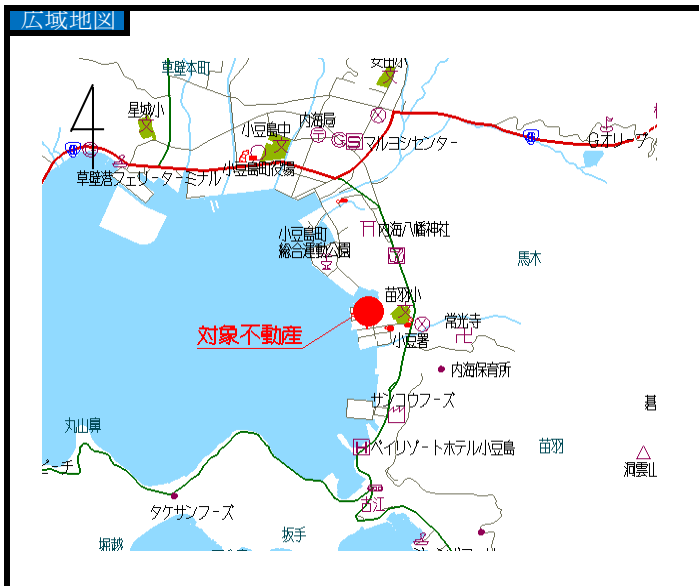 広域地図
草壁本町
安田小
4
星城小
内海局
小豆島中
GS
マルヨシセンター
Gオリーブ
小豆島町役場
草壁港フェリーターミナル
小豆島町
総合運動公園
内海八幡神社
馬木
苗羽小
対象不動産
常光寺
小豆署
内海保育所
サンコウフーズ
丸山鼻
H
ベイリゾートホテル小豆島
苗羽
洞雲山
タケサンフーズ
古江
坂手
堀越